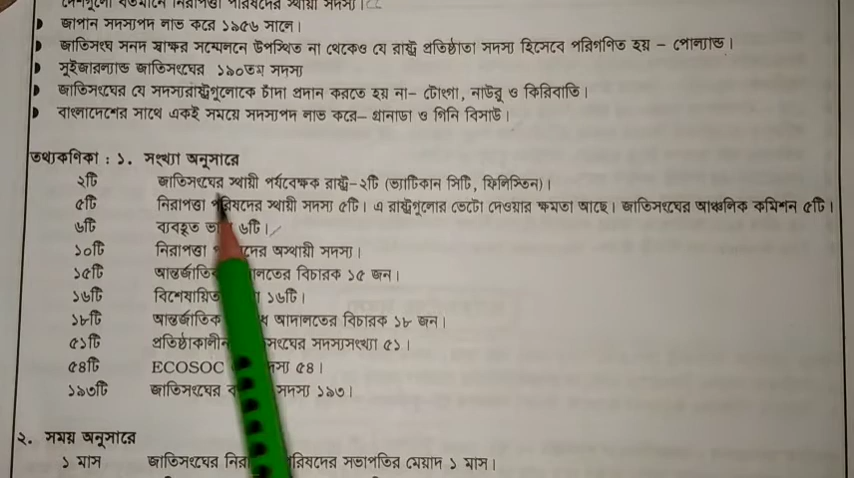 দেশগুলো বর্তমানে নিরাপত্তা পরিষদের স্থায়ী সদস্য।
জাপান সদস্যপদ লাভ করে ১৯৫৬ সালে।
জাতিসংঘ সনদ স্বাক্ষর সম্মেলনে উপস্থিত না থেকেও যে রাষ্ট্র প্রতিষ্ঠাতা সদস্য হিসেবে পরিগণিত হয় – পোল্যান্ড।
সুইজারল্যান্ড জাতিসংঘের ১৯০তম সদস্য
জাতিসংঘের যে সদস্যরাষ্ট্রগুলোকে চাঁদা প্রদান করতে হয় না– টোংগা, নাউরু ও কিরিবাতি।
বাংলাদেশের সাথে একই সময়ে সদস্যপদ লাভ করে– গ্রানাডা ও গিনি বিসাউ।
তথ্যকণিকা : ১. সংখ্যা অনুসারে
২টি জাতিসংঘের স্থায়ী পর্যবেক্ষক রাষ্ট্র–২টি (ভ্যাটিকান সিটি, ফিলিস্তিন)।
৫টি নিরাপত্তা পরিষদের স্থায়ী সদস্য ৫টি। এ রাষ্ট্রগুলোর ভেটো দেওয়ার ক্ষমতা আছে। জাতিসংঘের আঞ্চলিক কমিশন ৫টি।
৬টি ব্যবহৃত ৬টি।
১০টি নিরাপত্তা অস্থায়ী সদস্য।
১৫টি আন্তর্জাতিক বিচারক ১৫ জন।
১৬টি বিশেষায়িত ১৬টি।
১৮টি আন্তর্জাতিক আদালতের বিচারক ১৮ জন।
৫১টি প্রতিষ্ঠাকালীন সদস্যসংখ্যা ৫১।
৫৪টি ECOSOC ৫৪।
১৯৩টি জাতিসংঘের সদস্য ১৯৩।
২. সময় অনুসারে
১ মাস জাতিসংঘের সভাপতির মেয়াদ ১ মাস।